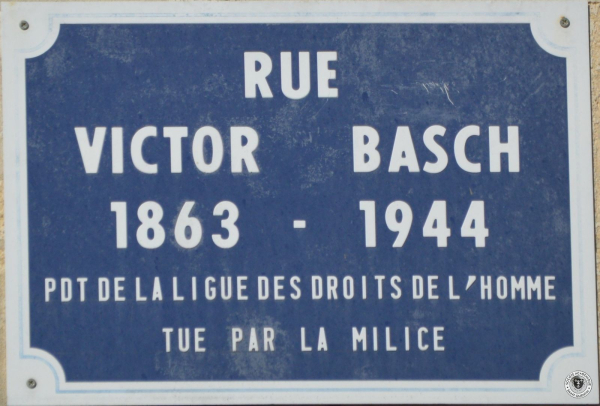 RUE
VICTOR BASCH
1863 - 1944
PDT DE LA LIGUE DES DROITS DE L'HOMME
TUE PAR LA MILICE